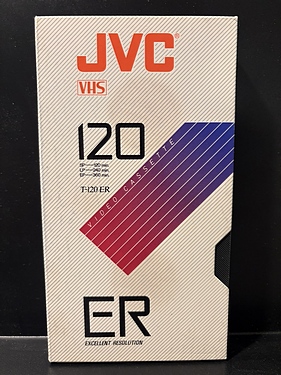 JVC®
VHS
120
SP----120 min.
LP----240 min.
EP----360 min.
T-120 ER
VIDEO CASSETTE
ER
EXCELLENT RESOLUTION